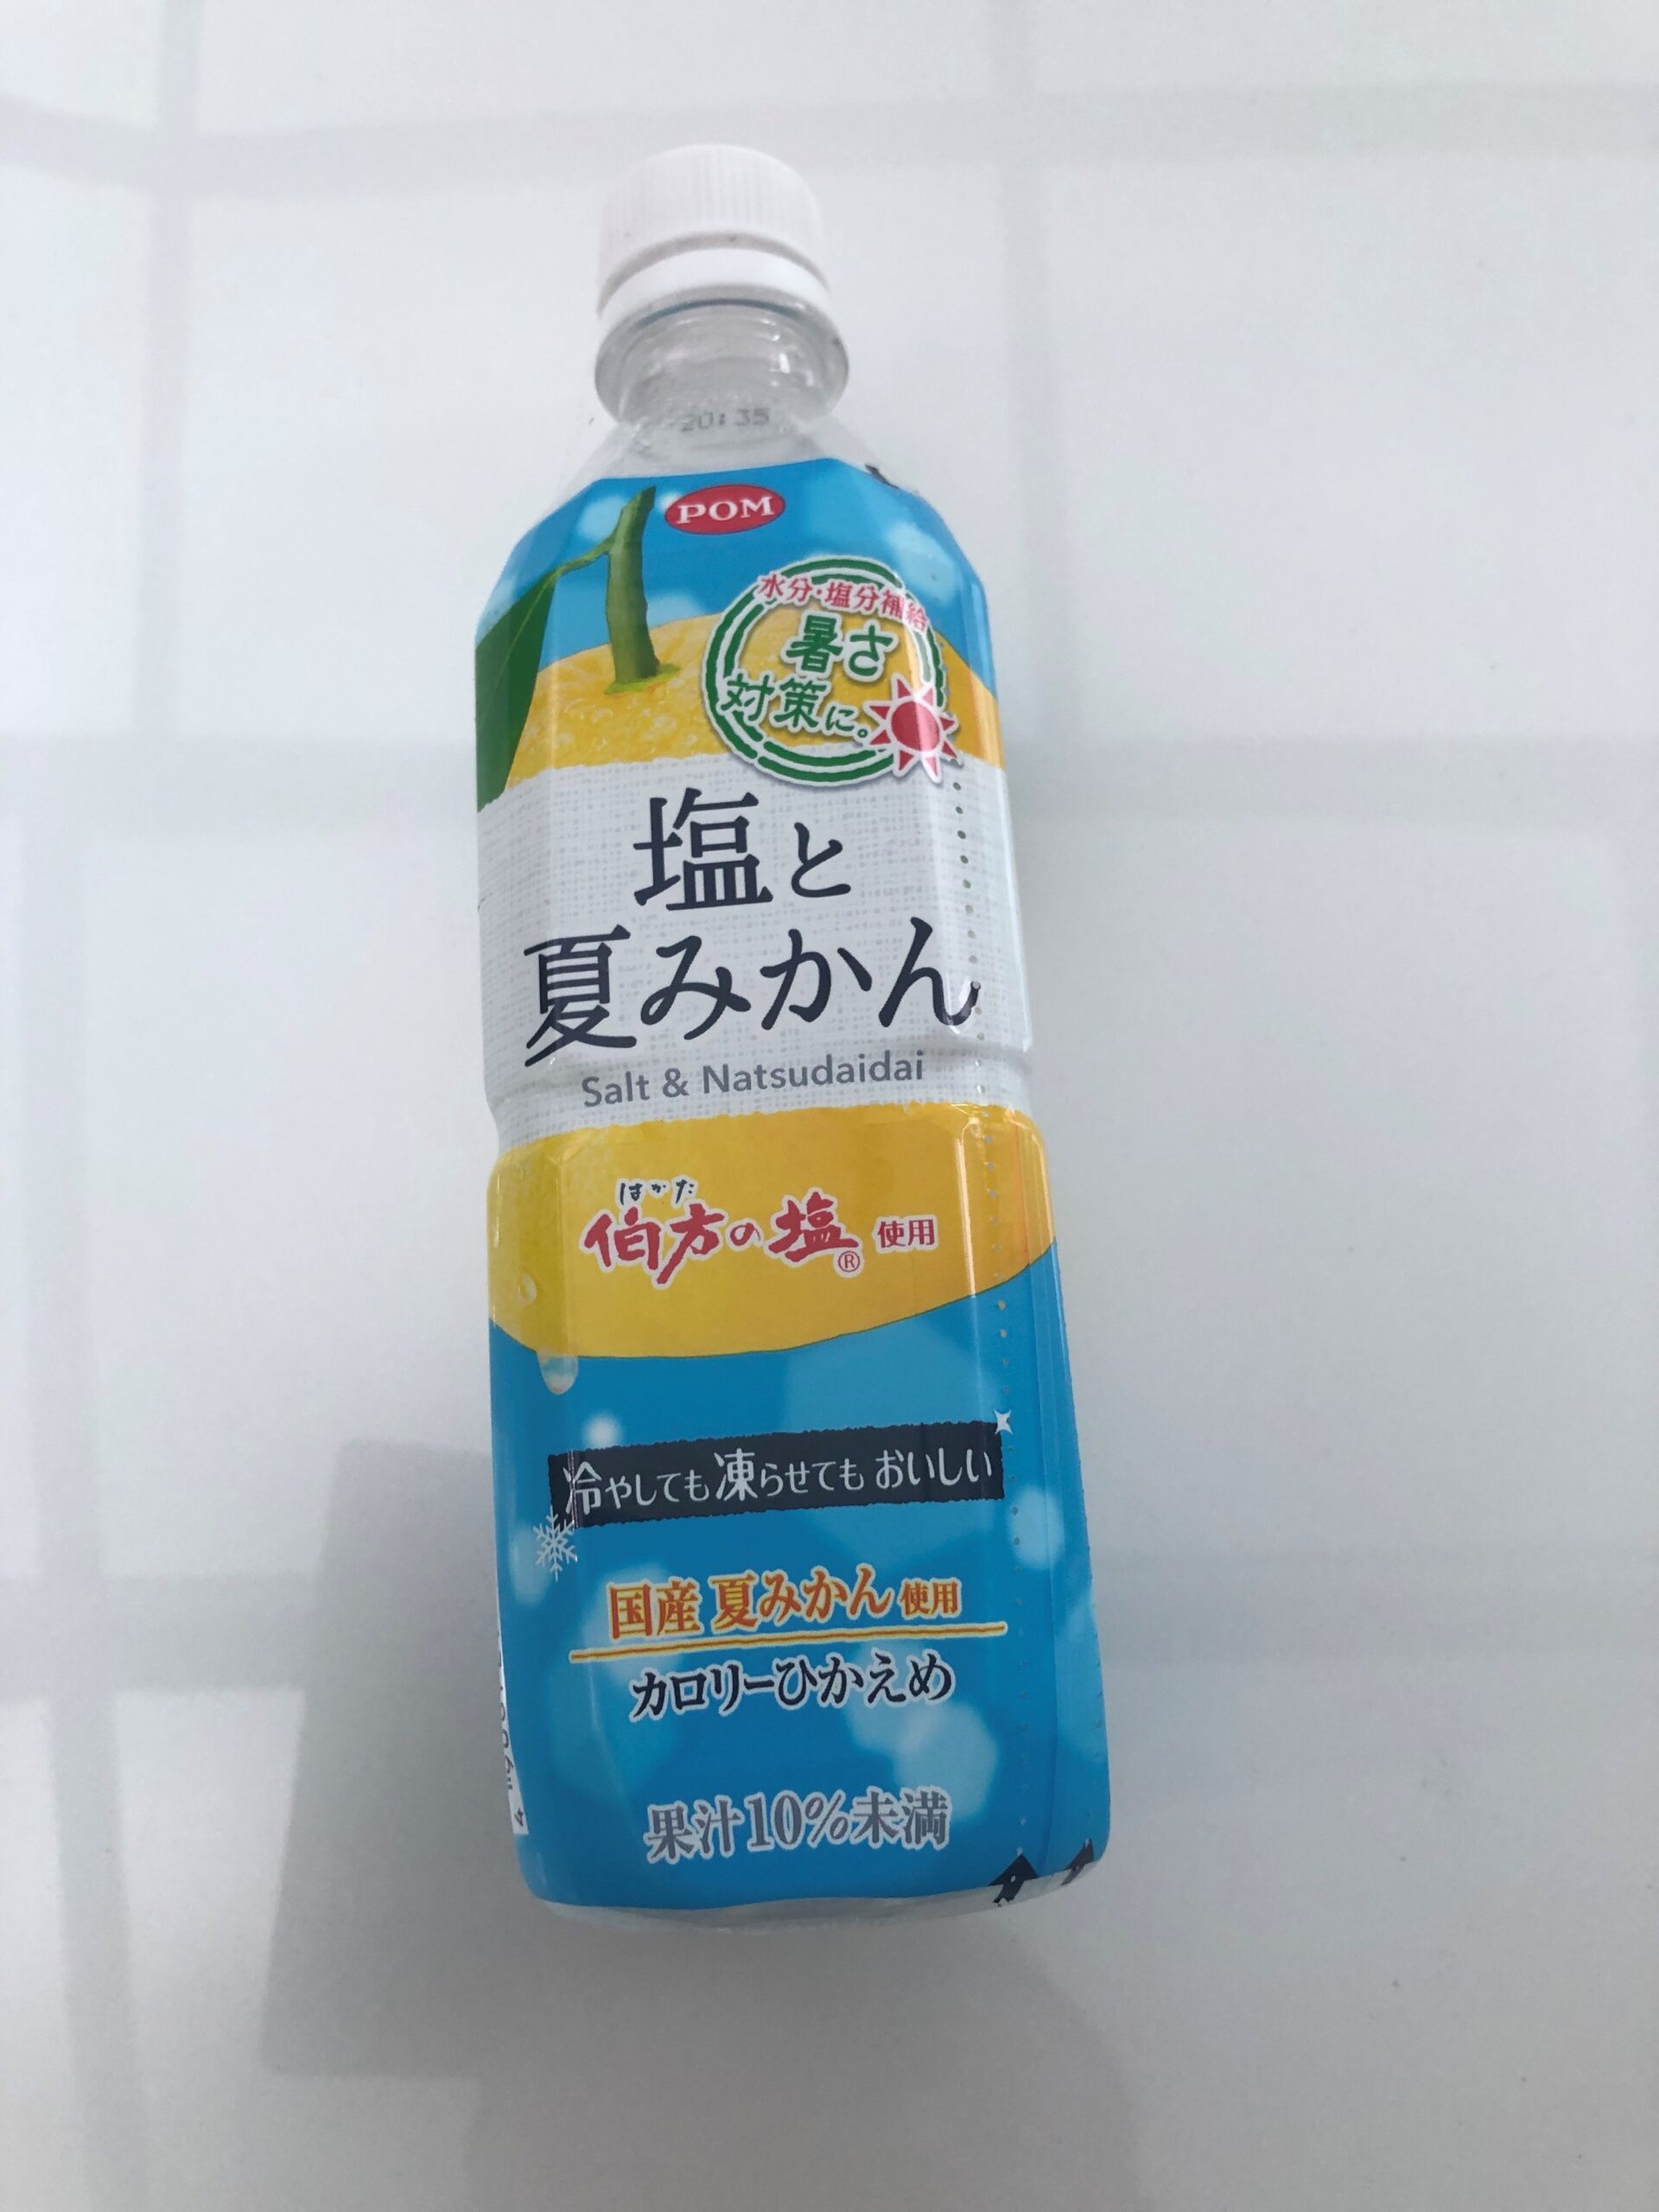 20:35
POM
水分・塩分補給
暑さ
対策に。
塩と
夏みかん
Salt & Natsudaidai
はかた
伯方の塩® 使用
冷やしても凍らせても おいしい
国産 夏みかん 使用
カロリーひかえめ
果汁10%未満